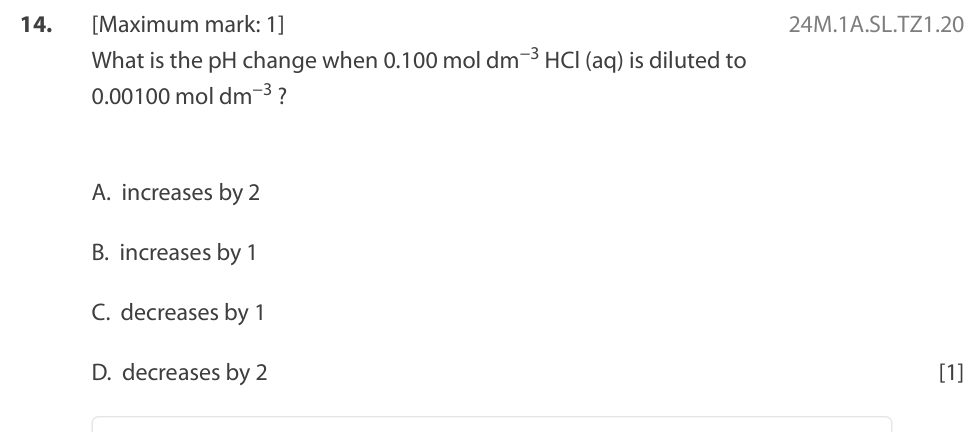 14. [Maximum mark: 1] 24M.1A.SL.TZ1.20
What is the pH change when 0.100 mol dm⁻³ HCl (aq) is diluted to
0.00100 mol dm⁻³ ?
A. increases by 2
B. increases by 1
C. decreases by 1
D. decreases by 2 [1]